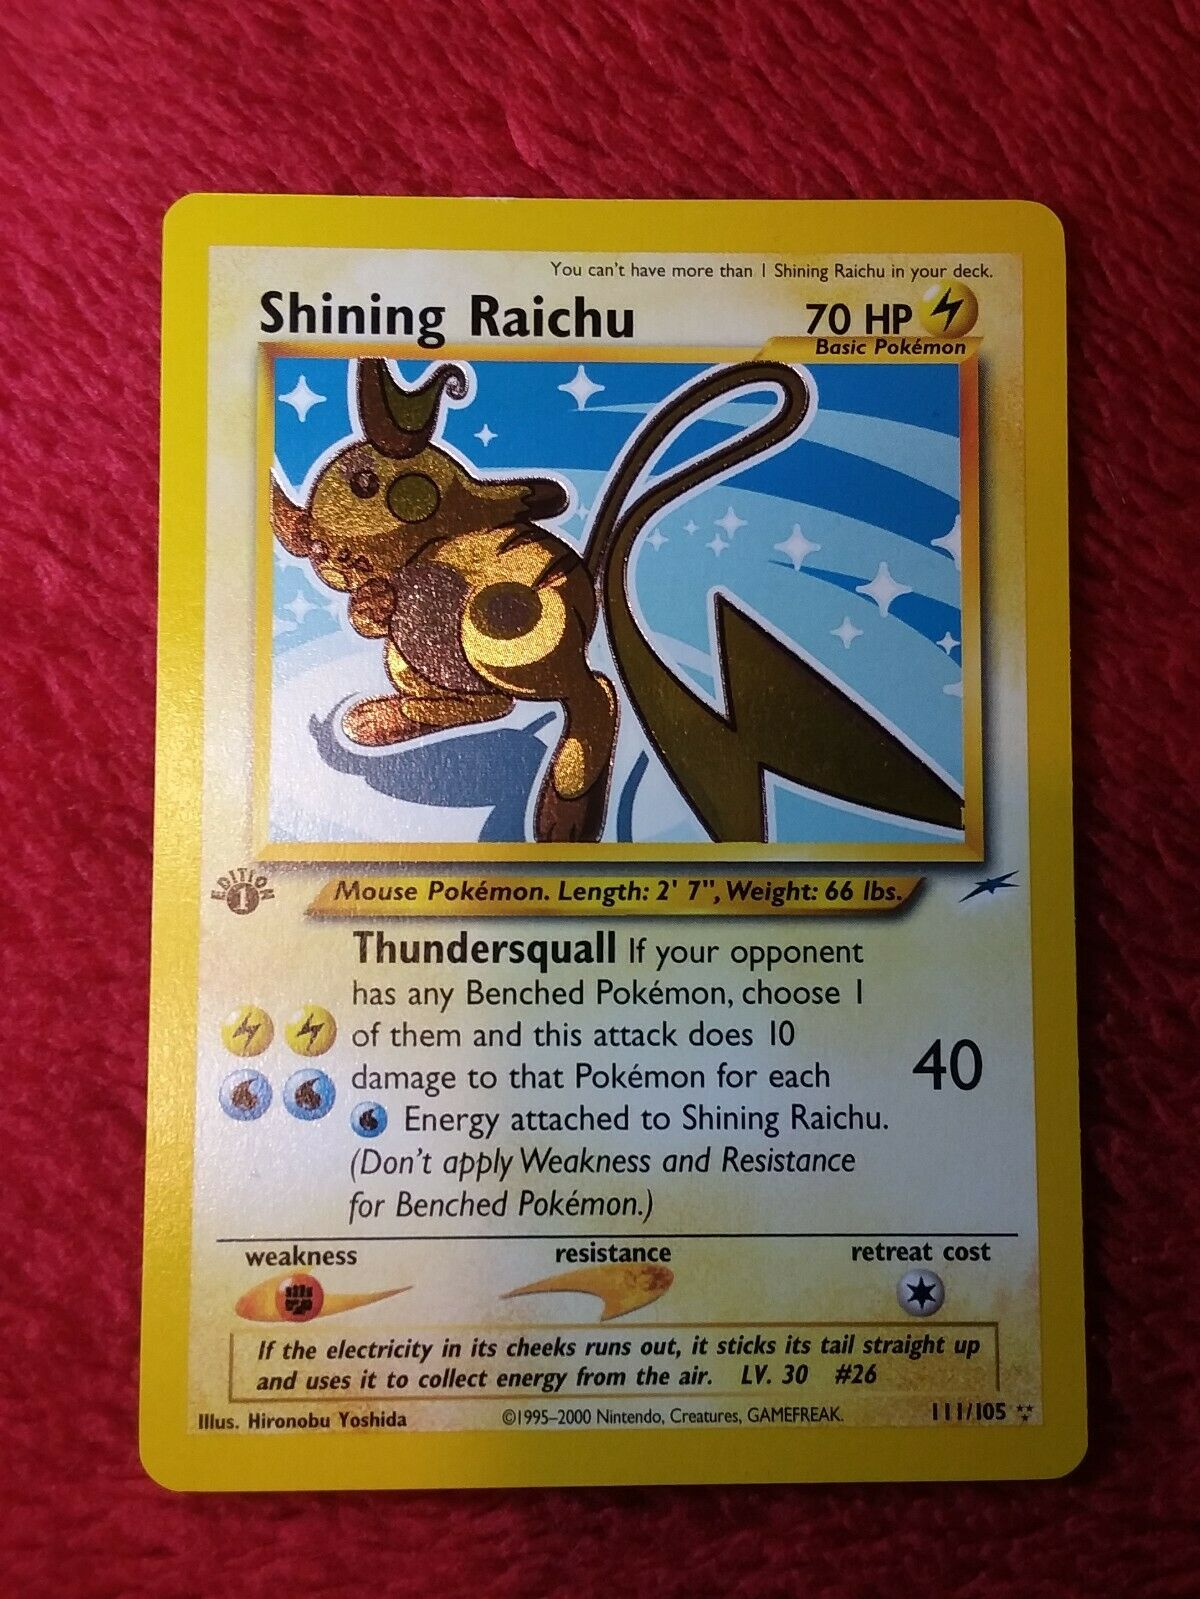 You can't have more than 1 Shining Raichu in your deck.
Shining Raichu 70 HP
Basic Pokémon
EDITION 1
Mouse Pokémon. Length: 2' 7", Weight: 66 lbs.
Thundersquall If your opponent
has any Benched Pokémon, choose 1
of them and this attack does 10
damage to that Pokémon for each
Energy attached to Shining Raichu.
(Don't apply Weakness and Resistance
for Benched Pokémon.)
40
weakness resistance retreat cost
If the electricity in its cheeks runs out, it sticks its tail straight up
and uses it to collect energy from the air. LV. 30 #26
Illus. Hironobu Yoshida ©1995–2000 Nintendo, Creatures, GAMEFREAK. 111/105